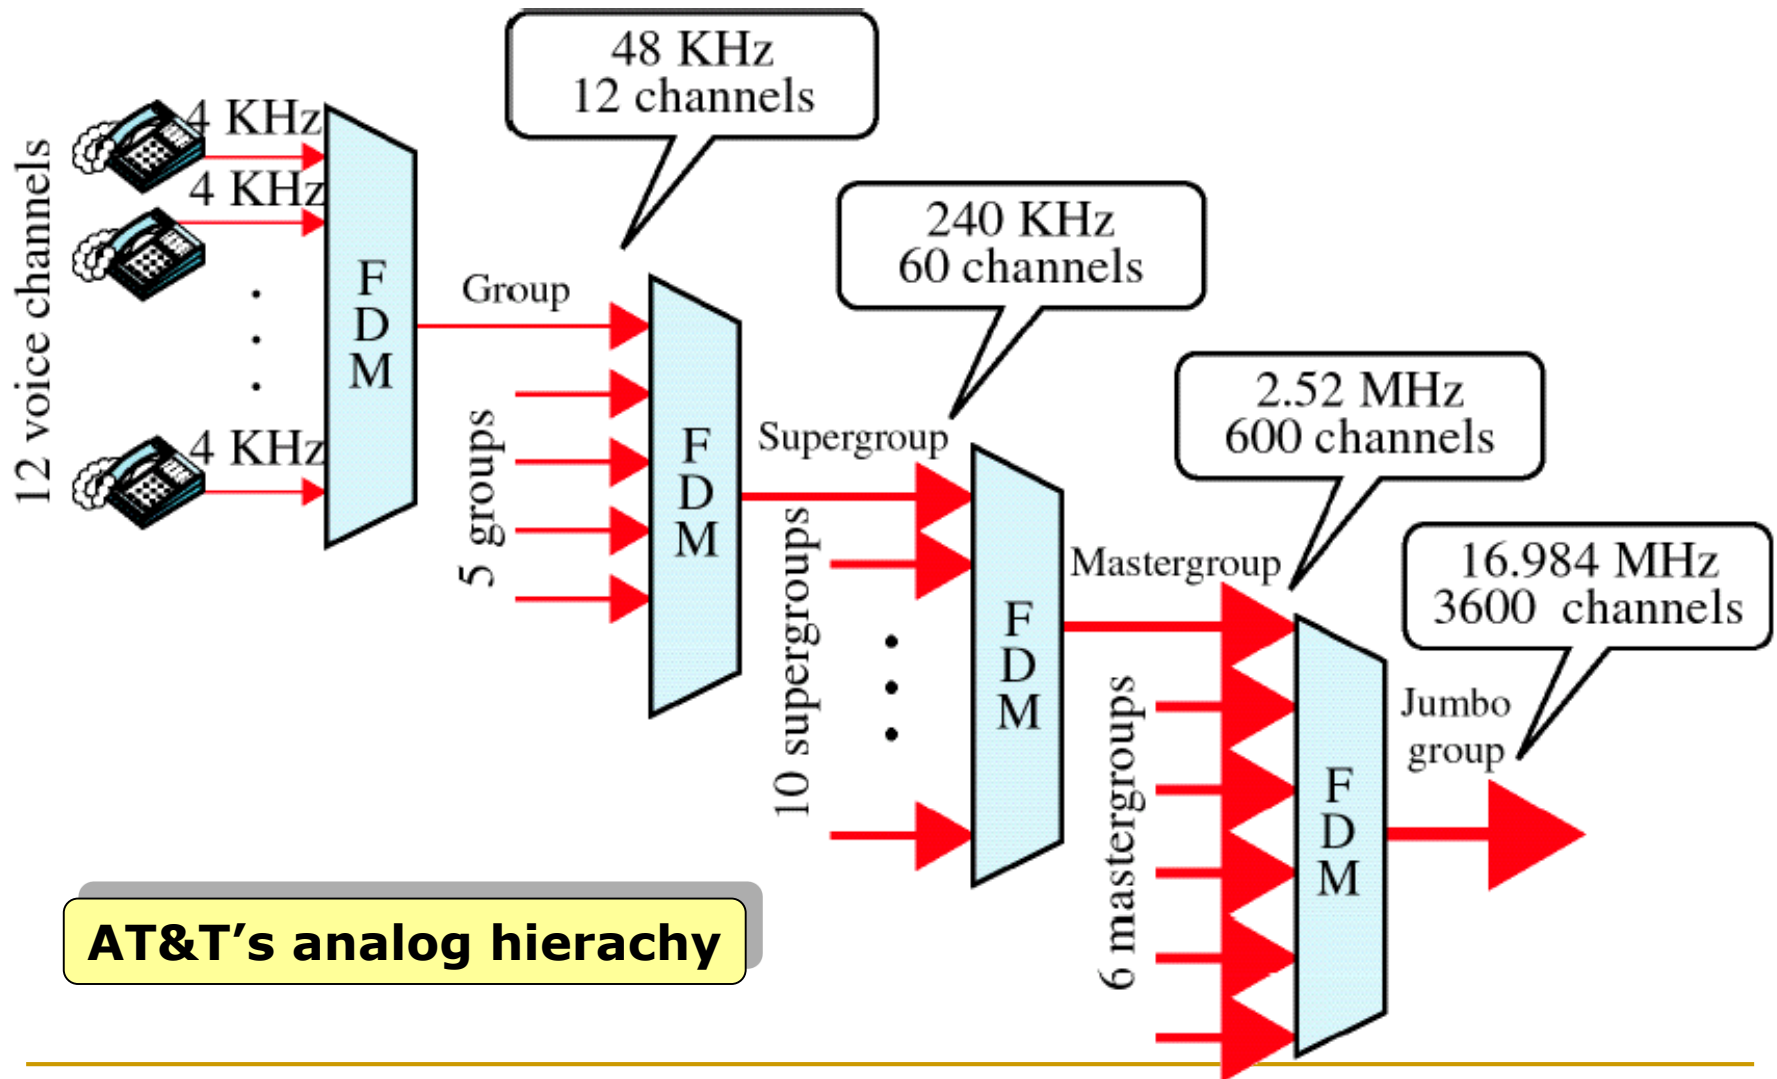 48 KHz
12 channels
12 voice channels
4 KHz
4 KHz
4 KHz
F
D
M
Group
240 KHz
60 channels
5 groups
F
D
M
Supergroup
2.52 MHz
600 channels
10 supergroups
F
D
M
Mastergroup
16.984 MHz
3600 channels
6 mastergroups
F
D
M
Jumbo
group
AT&T’s analog hierachy